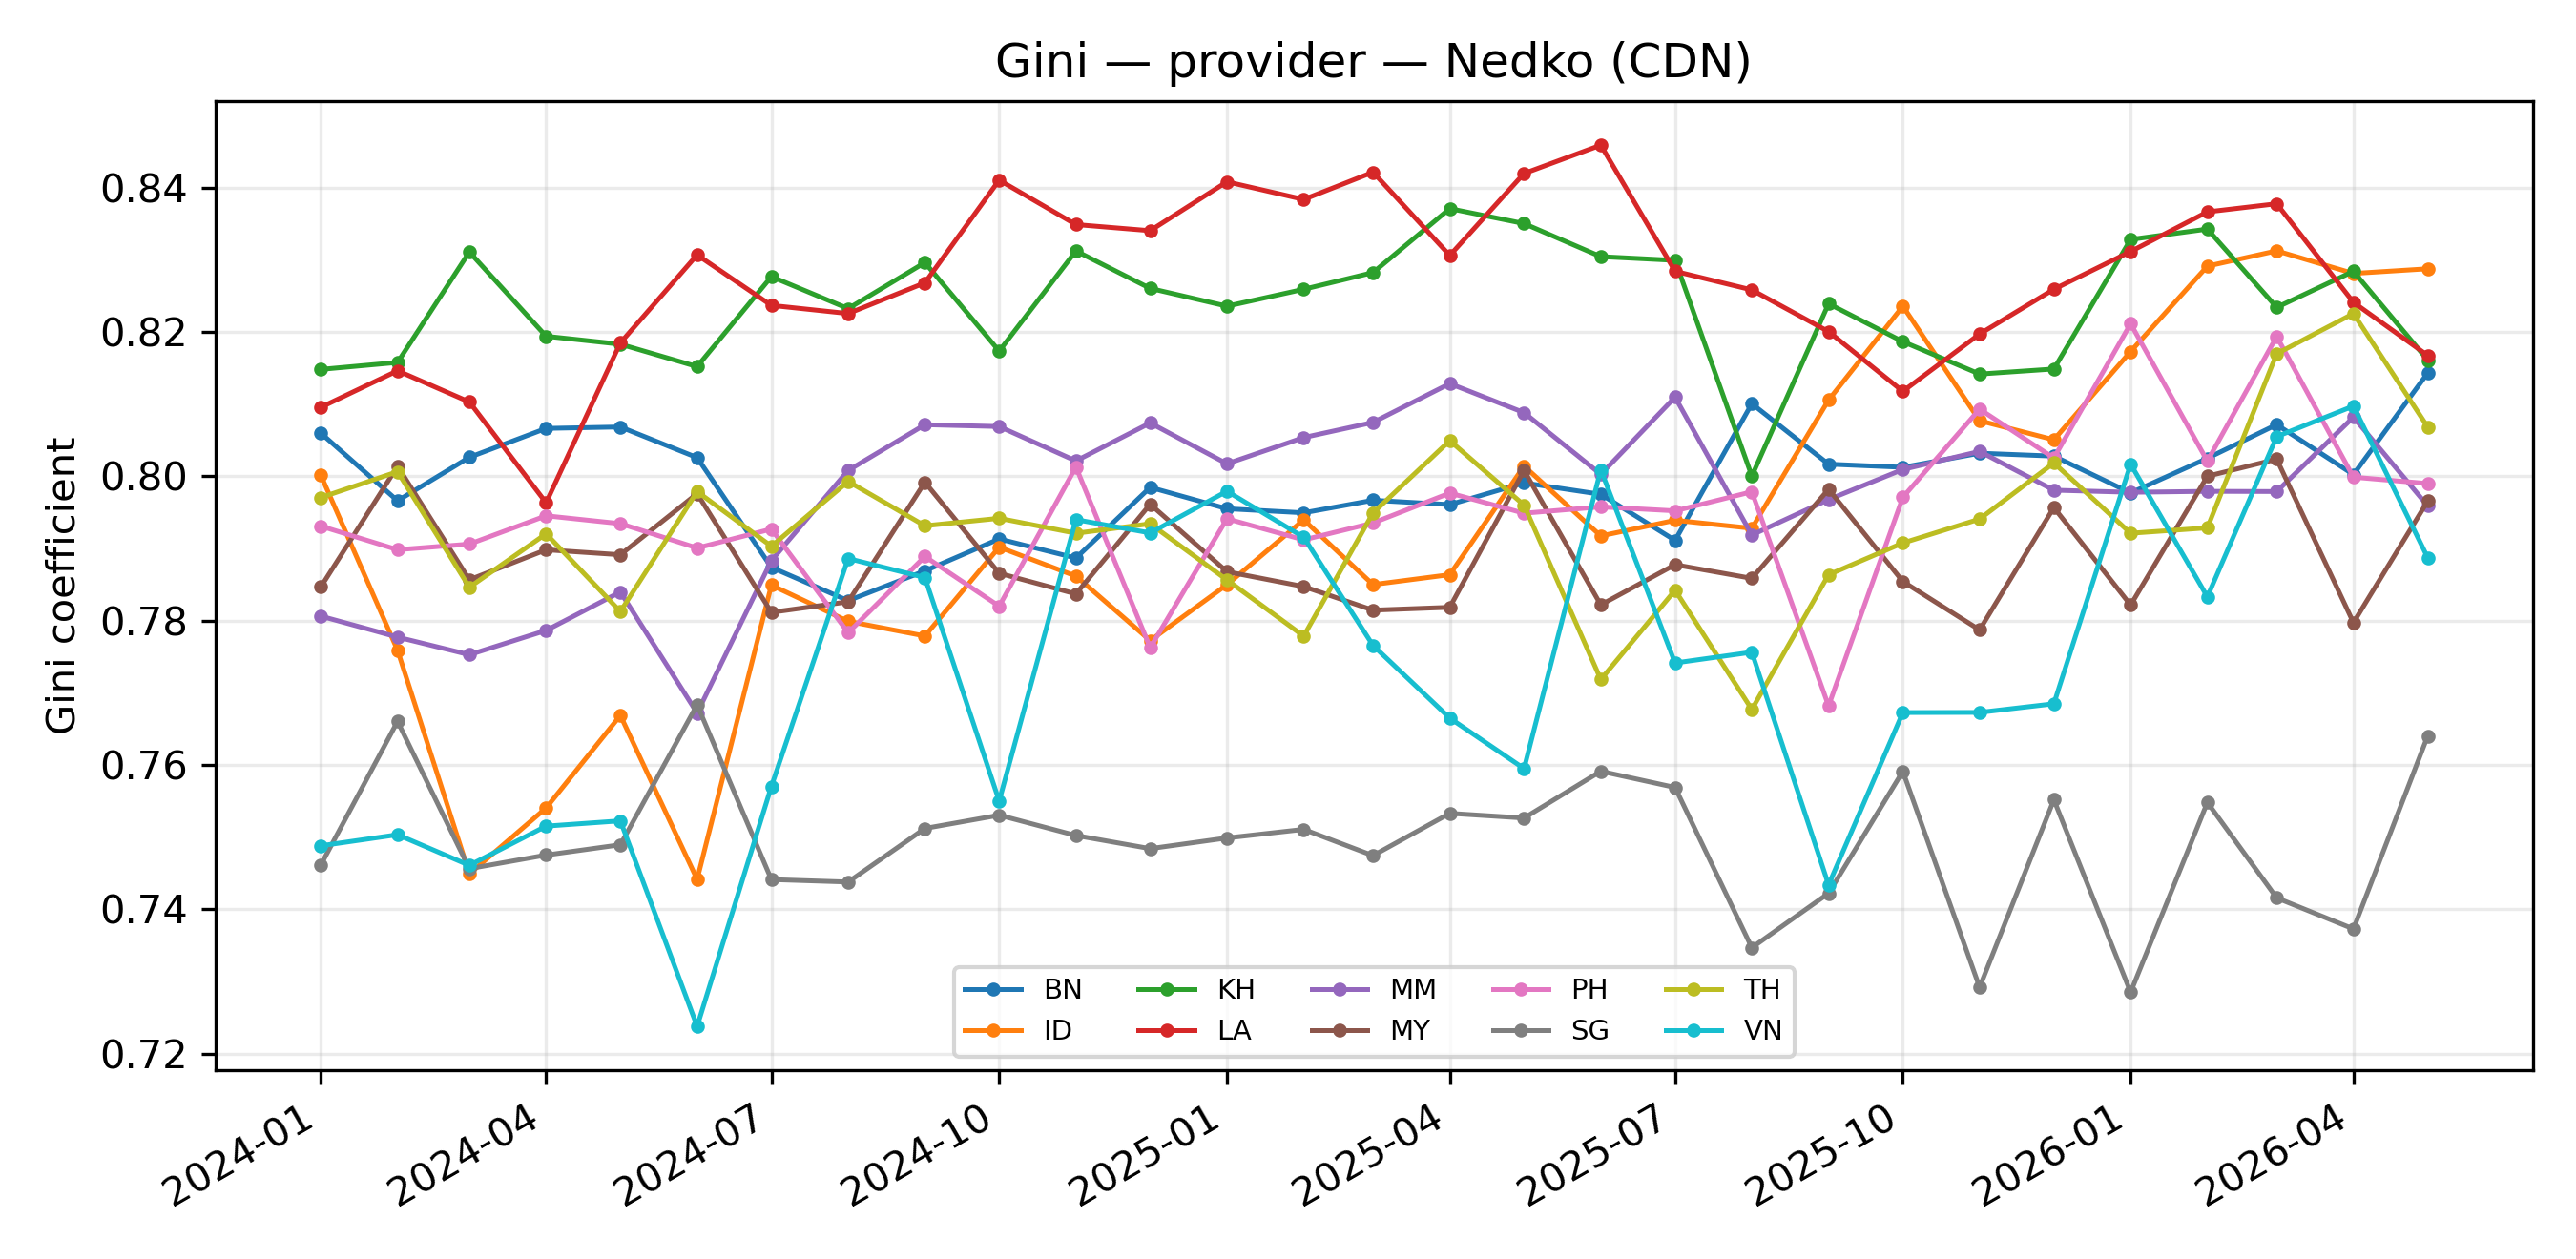 Gini — provider — Nedko (CDN)
Gini coefficient
0.84
0.82
0.80
0.78
0.76
0.74
0.72
BN KH MM PH TH
ID LA MY SG VN
2024-01 2024-04 2024-07 2024-10 2025-01 2025-04 2025-07 2025-10 2026-01 2026-04